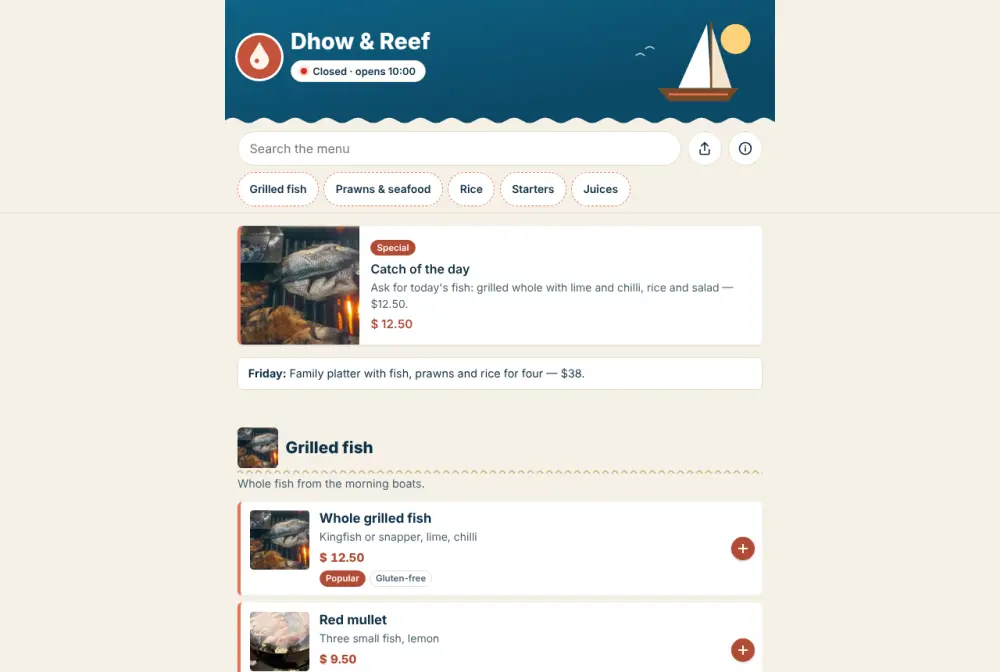 Dhow & Reef
Closed · opens 10:00
Search the menu
Grilled fish
Prawns & seafood
Rice
Starters
Juices
Special
Catch of the day
Ask for today's fish: grilled whole with lime and chilli, rice and salad —
$12.50.
$ 12.50
Friday: Family platter with fish, prawns and rice for four — $38.
Grilled fish
Whole fish from the morning boats.
Whole grilled fish
Kingfish or snapper, lime, chilli
$ 12.50
Popular
Gluten-free
Red mullet
Three small fish, lemon
$ 9.50